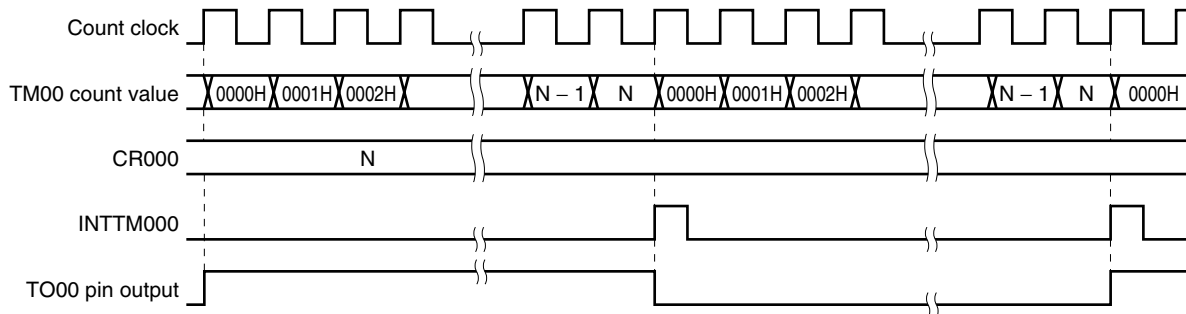 Count clock
TM00 count value 0000H 0001H 0002H N – 1 N 0000H 0001H 0002H N – 1 N 0000H
CR000 N
INTTM000
TO00 pin output